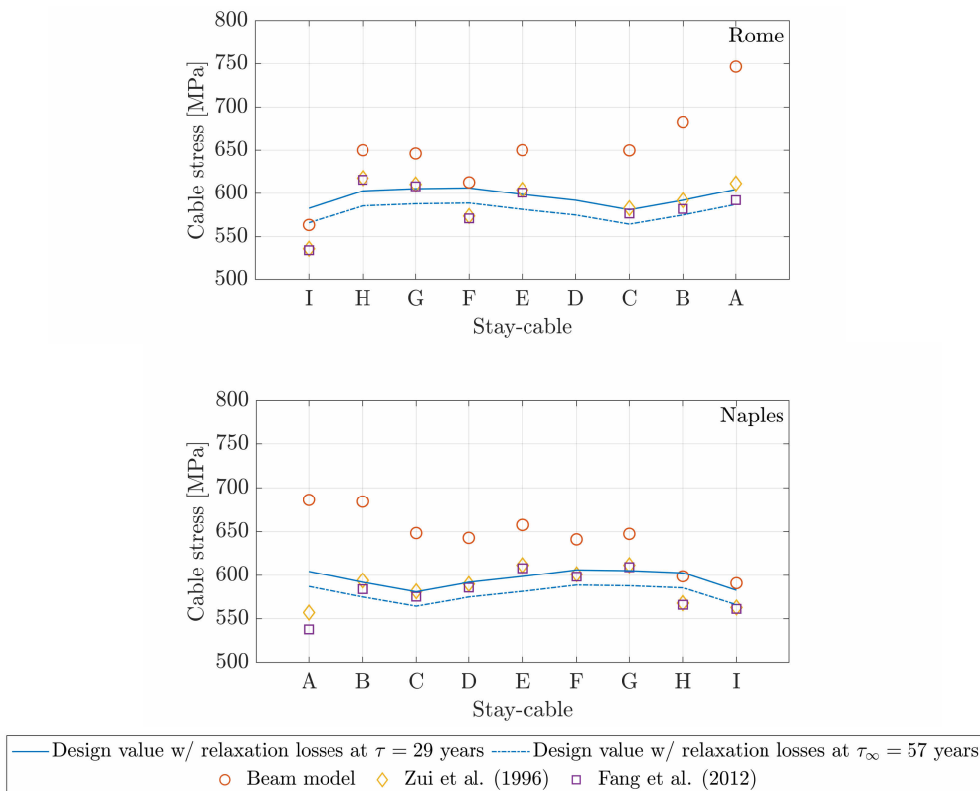 800
Rome
750
700
650
600
550
500
Cable stress [MPa]
I H G F E D C B A
Stay-cable
800
Naples
750
700
650
600
550
500
Cable stress [MPa]
A B C D E F G H I
Stay-cable
Design value w/ relaxation losses at τ = 29 years Design value w/ relaxation losses at τ∞ = 57 years
Beam model Zui et al. (1996) Fang et al. (2012)